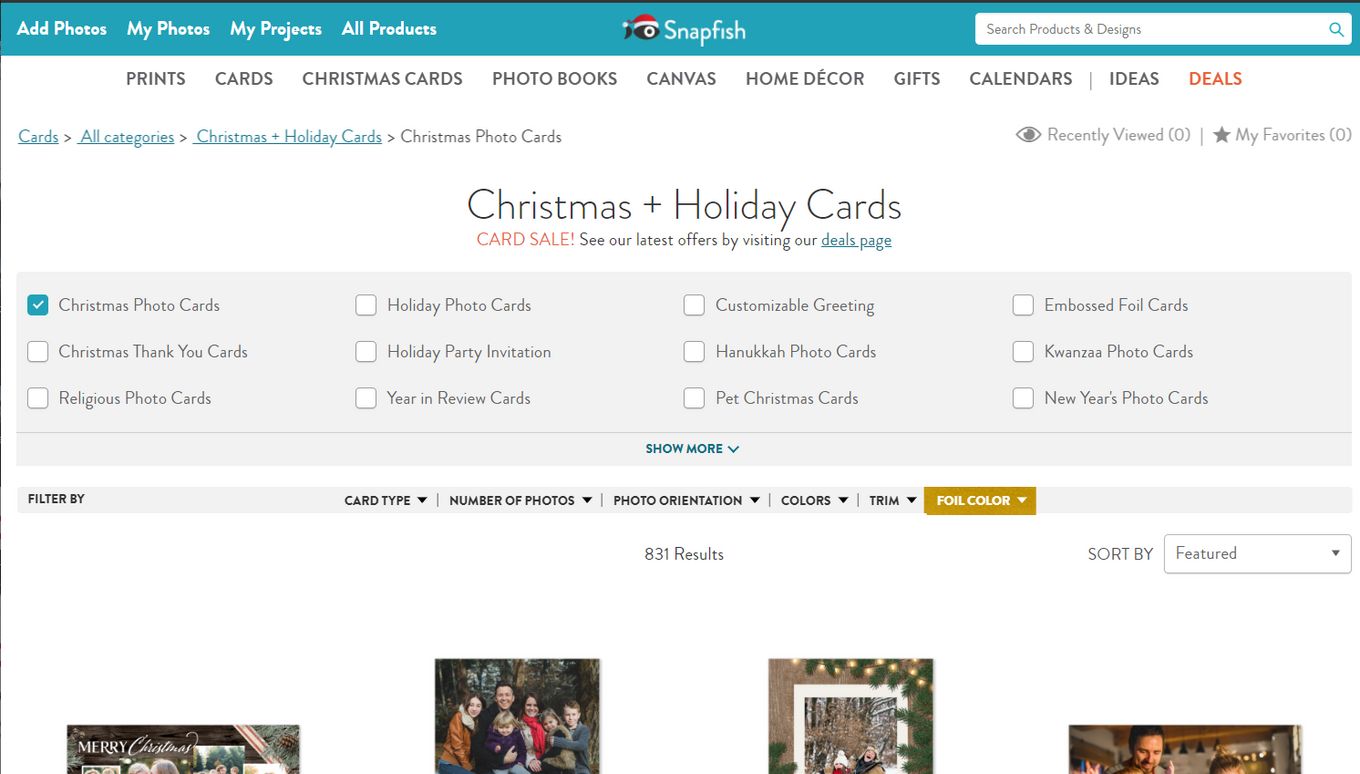 Add Photos My Photos My Projects All Products Snapfish Search Products & Designs
PRINTS CARDS CHRISTMAS CARDS PHOTO BOOKS CANVAS HOME DÉCOR GIFTS CALENDARS | IDEAS DEALS
Cards > All categories > Christmas + Holiday Cards > Christmas Photo Cards Recently Viewed (0) | My Favorites (0)
Christmas + Holiday Cards
CARD SALE! See our latest offers by visiting our deals page
Christmas Photo Cards Holiday Photo Cards Customizable Greeting Embossed Foil Cards
Christmas Thank You Cards Holiday Party Invitation Hanukkah Photo Cards Kwanzaa Photo Cards
Religious Photo Cards Year in Review Cards Pet Christmas Cards New Year's Photo Cards
SHOW MORE
FILTER BY CARD TYPE | NUMBER OF PHOTOS | PHOTO ORIENTATION | COLORS | TRIM FOIL COLOR
831 Results SORT BY Featured
MERRY Christmas